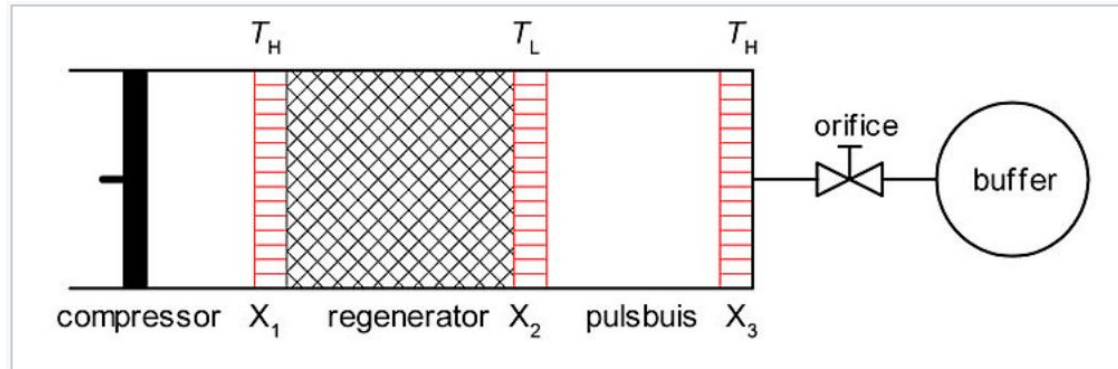 T_H T_L T_H
orifice
buffer
compressor X_1 regenerator X_2 pulsbuis X_3